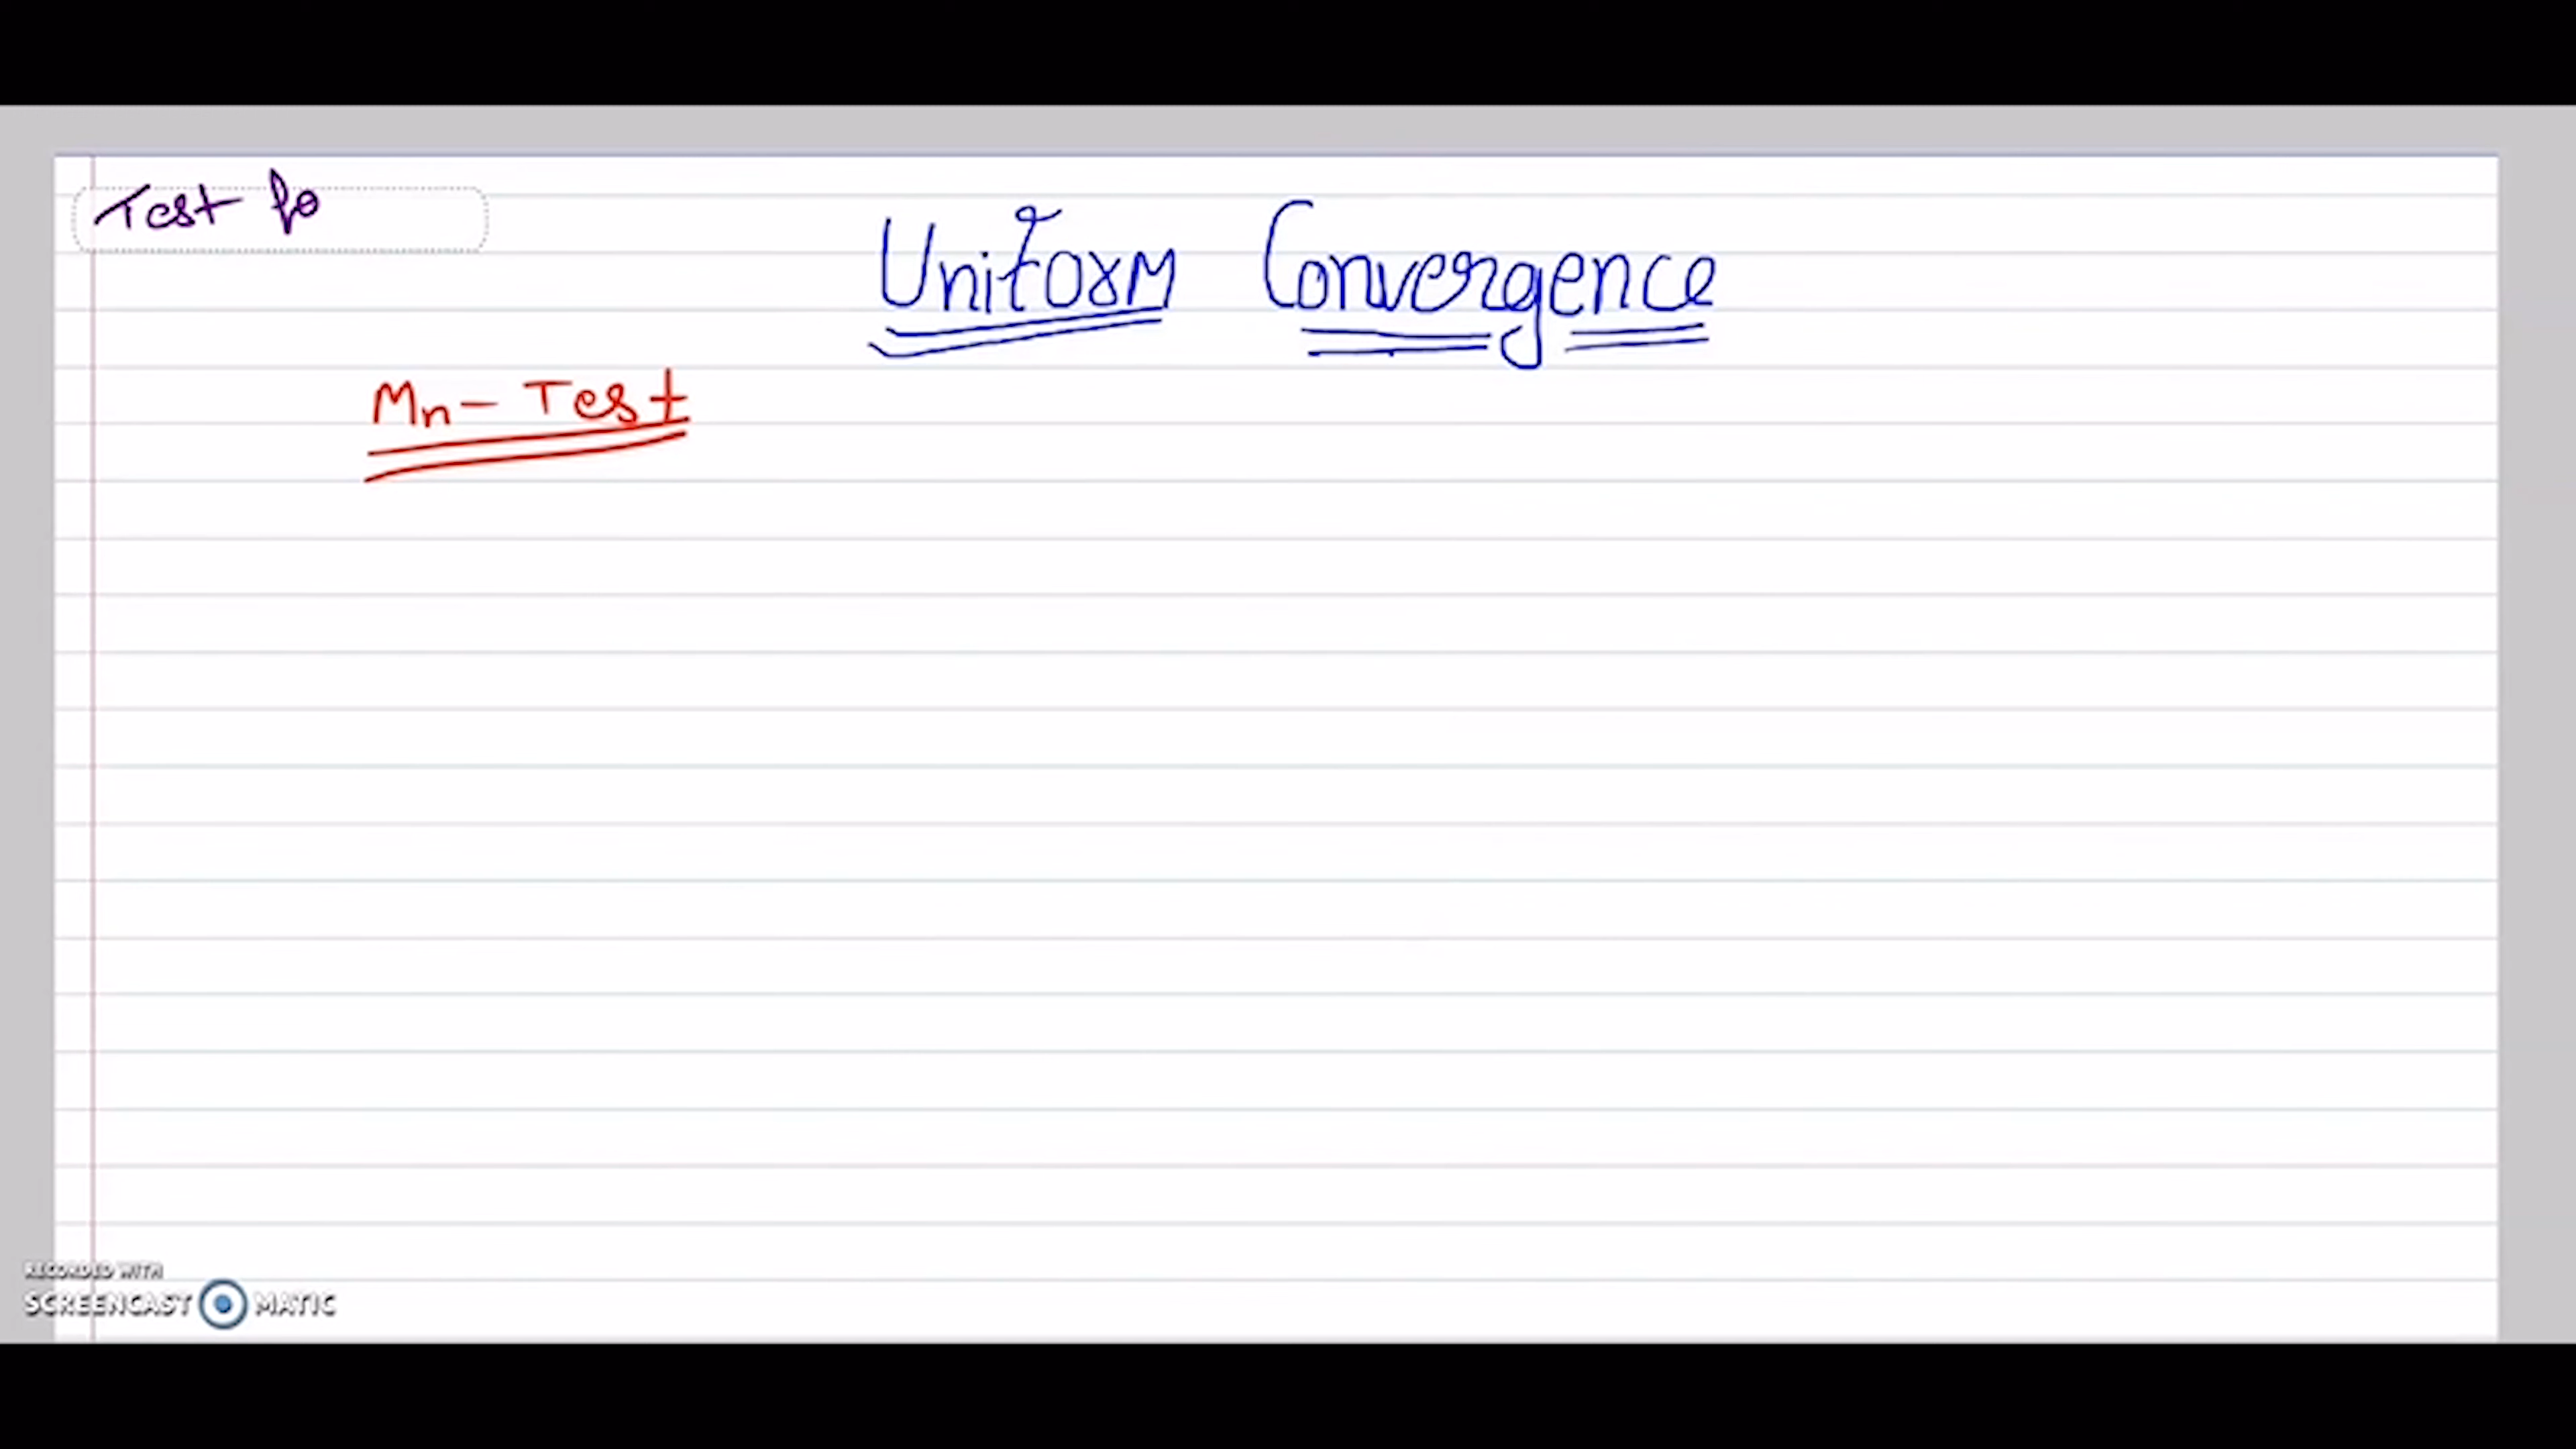 Test fo
Uniform Convergence
Mn - Test
RECORDED WITH
SCREENCAST MATIC